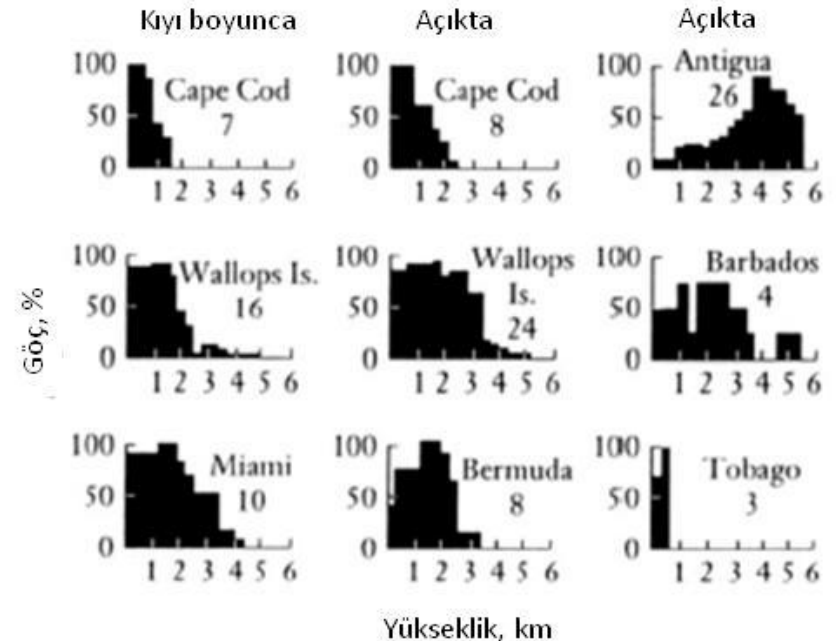 Kıyı boyunca Açıkta Açıkta
100 50 0 Cape Cod 7 1 2 3 4 5 6
100 50 0 Cape Cod 8 1 2 3 4 5 6
100 50 0 Antigua 26 1 2 3 4 5 6
100 50 0 Wallops Is. 16 1 2 3 4 5 6
100 50 0 Wallops Is. 24 1 2 3 4 5 6
100 50 0 Barbados 4 1 2 3 4 5 6
100 50 0 Miami 10 1 2 3 4 5 6
100 50 0 Bermuda 8 1 2 3 4 5 6
100 50 0 Tobago 3 1 2 3 4 5 6
Göç, %
Yükseklik, km